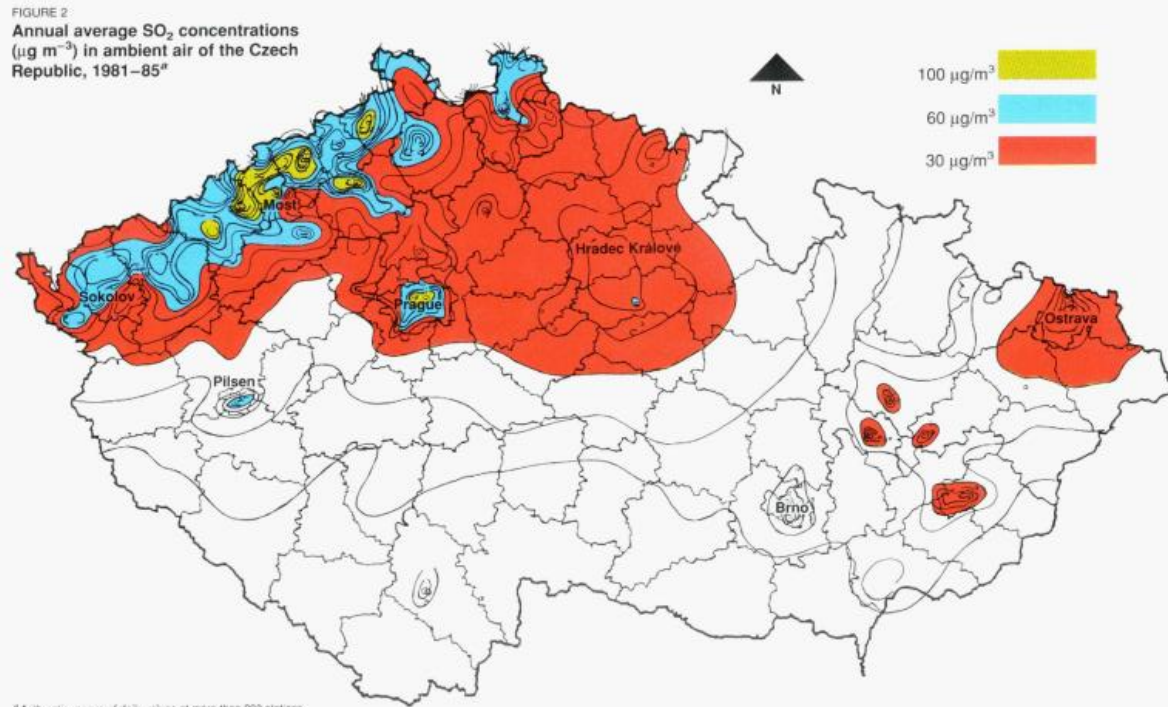 FIGURE 2
Annual average SO₂ concentrations
(μg m⁻³) in ambient air of the Czech
Republic, 1981–85ᵃ
N
100 μg/m³
60 μg/m³
30 μg/m³
Most
Hradec Králové
Sokolov
Prague
Ostrava
Pilsen
Brno